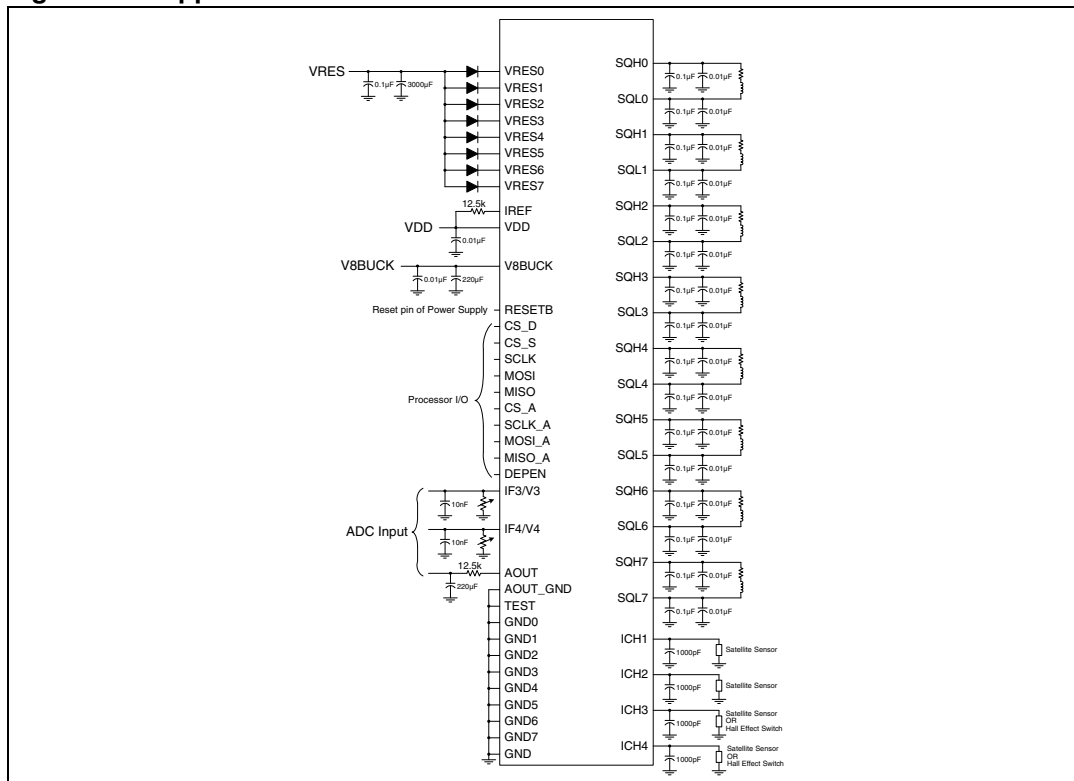 VRES
0.1µF
3000µF
VRES0
VRES1
VRES2
VRES3
VRES4
VRES5
VRES6
VRES7
12.5k
IREF
VDD
VDD
0.01µF
V8BUCK
V8BUCK
0.01µF
220µF
Reset pin of Power Supply
RESETB
CS_D
CS_S
SCLK
MOSI
MISO
CS_A
SCLK_A
MOSI_A
MISO_A
DEPEN
Processor I/O
IF3/V3
10nF
ADC Input
IF4/V4
10nF
12.5k
AOUT
220µF
AOUT_GND
TEST
GND0
GND1
GND2
GND3
GND4
GND5
GND6
GND7
GND
SQH0
0.1µF 0.01µF
SQL0
0.1µF 0.01µF
SQH1
0.1µF 0.01µF
SQL1
0.1µF 0.01µF
SQH2
0.1µF 0.01µF
SQL2
0.1µF 0.01µF
SQH3
0.1µF 0.01µF
SQL3
0.1µF 0.01µF
SQH4
0.1µF 0.01µF
SQL4
0.1µF 0.01µF
SQH5
0.1µF 0.01µF
SQL5
0.1µF 0.01µF
SQH6
0.1µF 0.01µF
SQL6
0.1µF 0.01µF
SQH7
0.1µF 0.01µF
SQL7
0.1µF 0.01µF
ICH1
1000pF
Satellite Sensor
ICH2
1000pF
Satellite Sensor
ICH3
1000pF
Satellite Sensor
OR
Hall Effect Switch
ICH4
1000pF
Satellite Sensor
OR
Hall Effect Switch